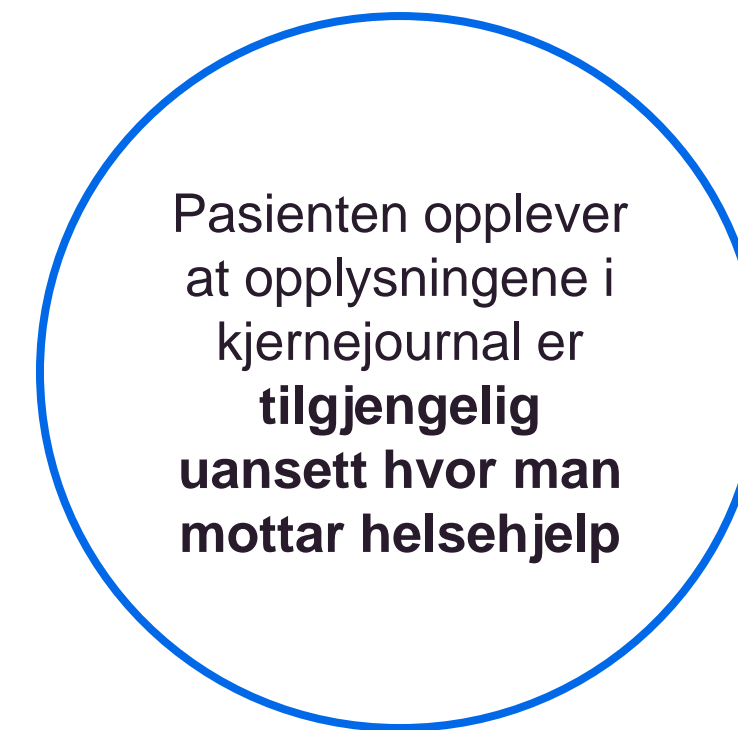 Pasienten opplever
at opplysningene i
kjernejournal er
tilgjengelig
uansett hvor man
mottar helsehjelp